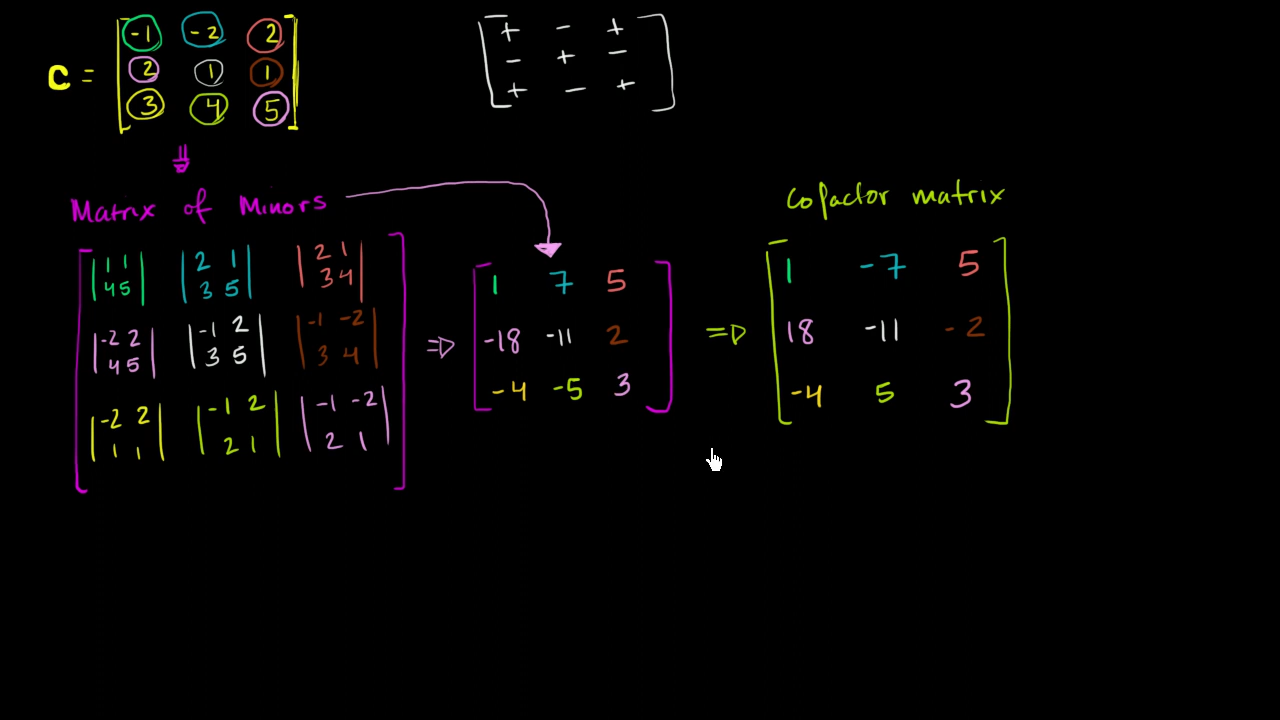 C = [ -1 -2 2
2 1 1
3 4 5 ]
[ + - +
- + -
+ - + ]
⇓
Matrix of Minors
[ |1 1| |2 1| |2 1|
|4 5| |3 5| |3 4|
|-2 2| |-1 2| |-1 -2|
|4 5| |3 5| |3 4|
|-2 2| |-1 2| |-1 -2|
|1 1| |2 1| |2 1| ]
⇒
[ 1 7 5
-18 -11 2
-4 -5 3 ]
⇒
Cofactor matrix
[ 1 -7 5
18 -11 -2
-4 5 3 ]